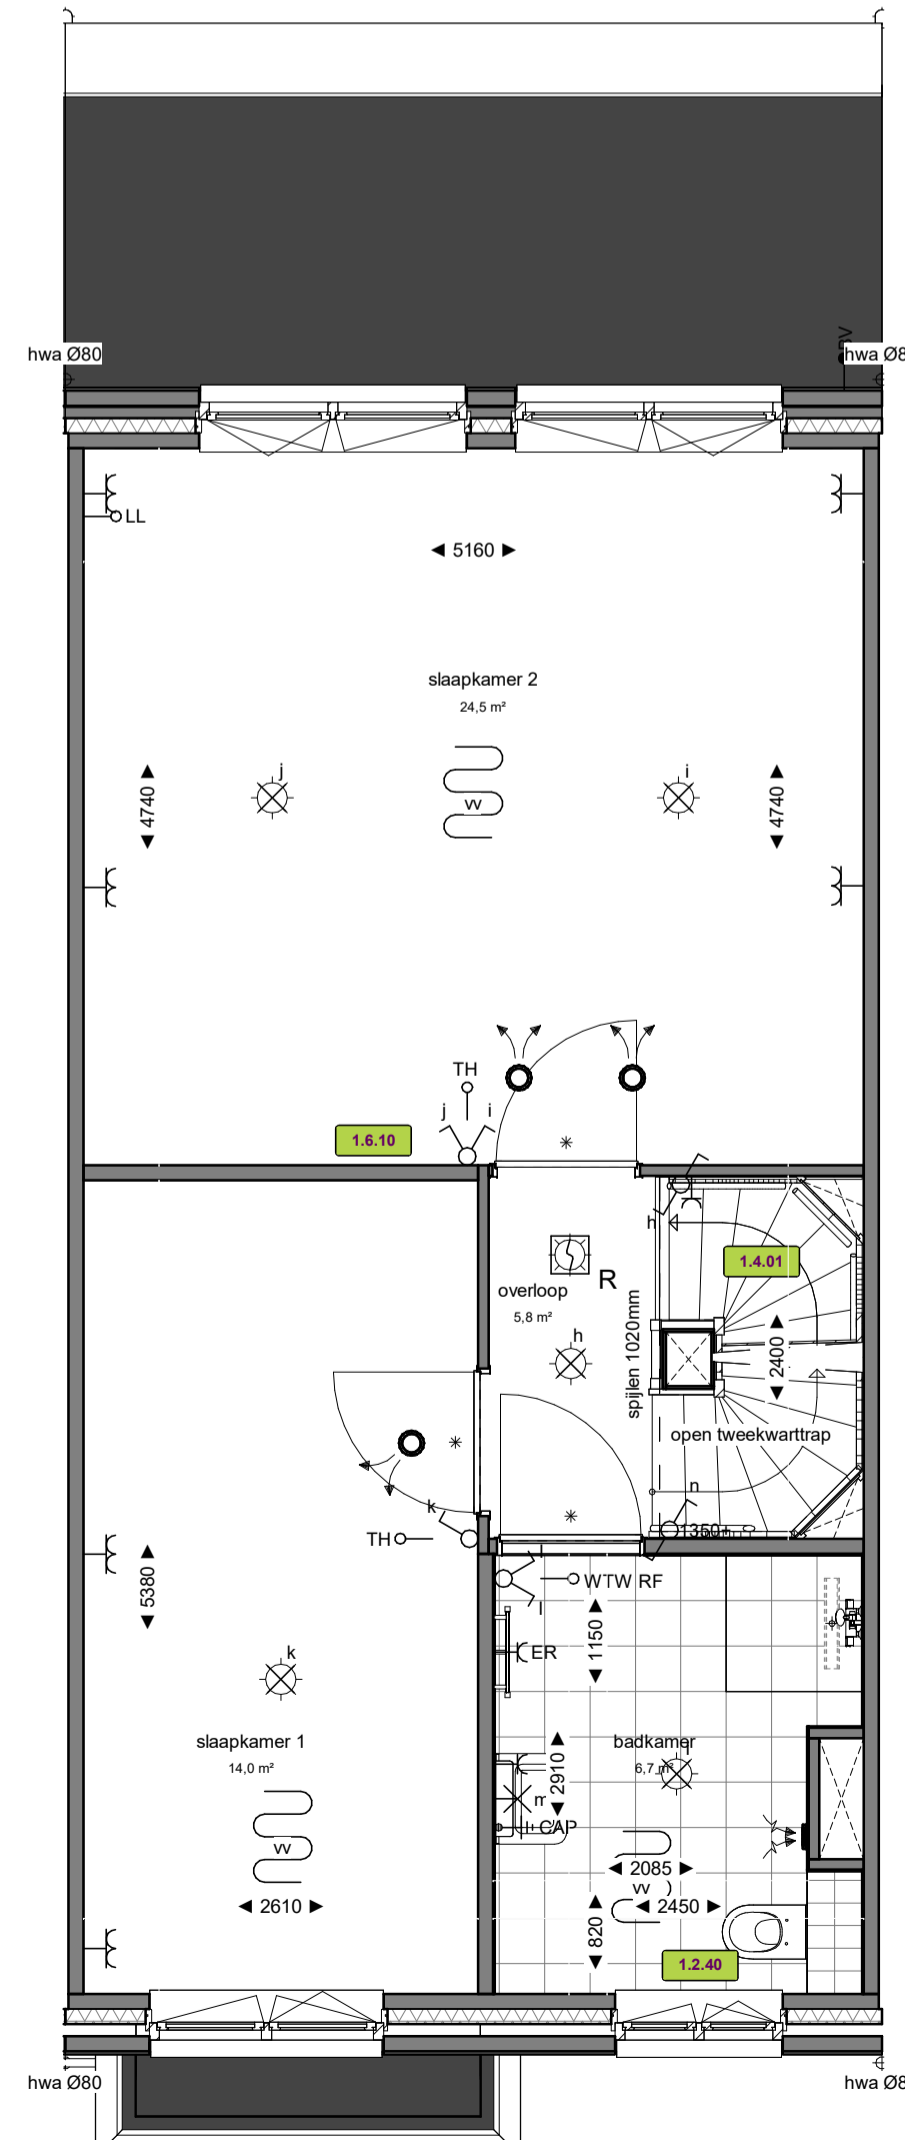 hwa Ø80
hwa Ø8
LL
5160
slaapkamer 2
24,5 m²
j
i
4740
4740
vv
TH
j
i
1.6.10
h
1.4.01
R
overloop
5,8 m²
h
spijlen 1020mm
2400
open tweekwarttrap
n
1350+
k
TH
l
WTW RF
l
1150
ER
5380
k
slaapkamer 1
14,0 m²
badkamer
6,7 m²
2910
m
CAP
vv
2085
vv
2610
2450
820
1.2.40
hwa Ø80
hwa Ø8